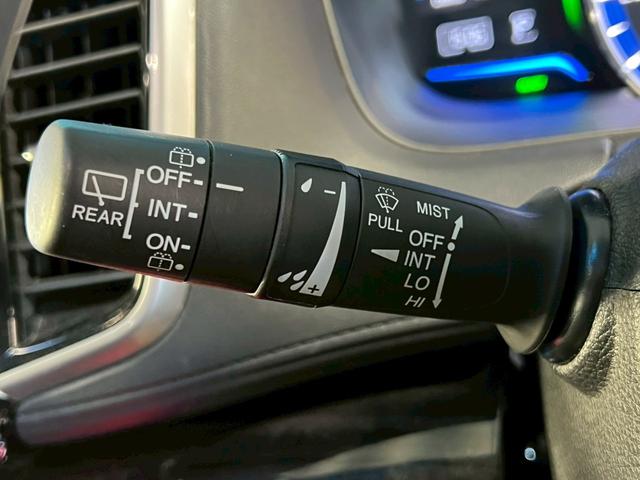 OFF
INT
ON
REAR
PULL
MIST
OFF
INT
LO
HI